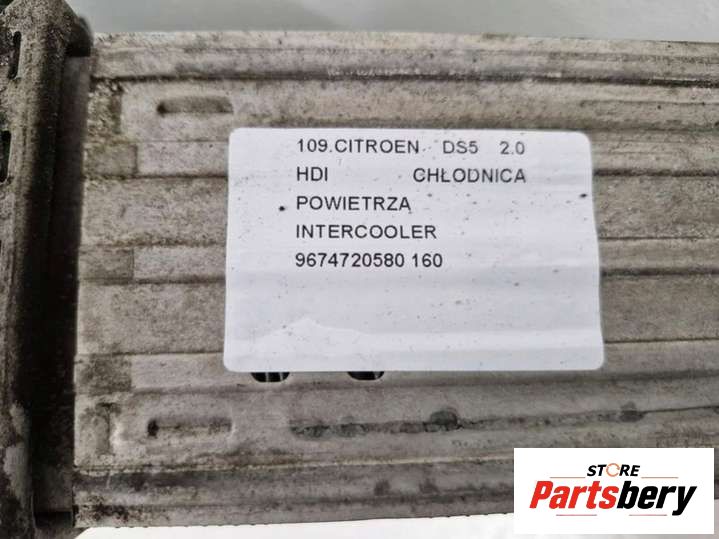 109.CITROEN DS5 2.0
HDI CHŁODNICA
POWIETRZA
INTERCOOLER
9674720580 160
STORE
Partsbery